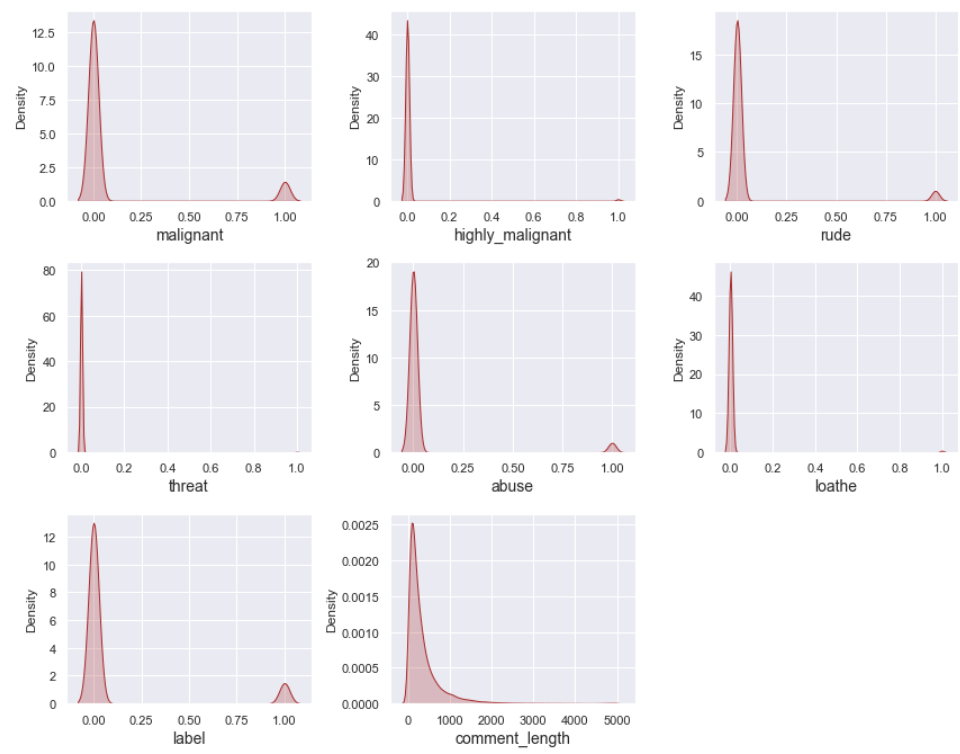 12.5
10.0
7.5
5.0
2.5
0.0
Density
0.00 0.25 0.50 0.75 1.00
malignant
40
30
20
10
0
Density
0.0 0.2 0.4 0.6 0.8 1.0
highly_malignant
15
10
5
0
Density
0.00 0.25 0.50 0.75 1.00
rude
80
60
40
20
0
Density
0.0 0.2 0.4 0.6 0.8 1.0
threat
20
15
10
5
0
Density
0.00 0.25 0.50 0.75 1.00
abuse
40
30
20
10
0
Density
0.0 0.2 0.4 0.6 0.8 1.0
loathe
12
10
8
6
4
2
0
Density
0.00 0.25 0.50 0.75 1.00
label
0.0025
0.0020
0.0015
0.0010
0.0005
0.0000
Density
0 1000 2000 3000 4000 5000
comment_length